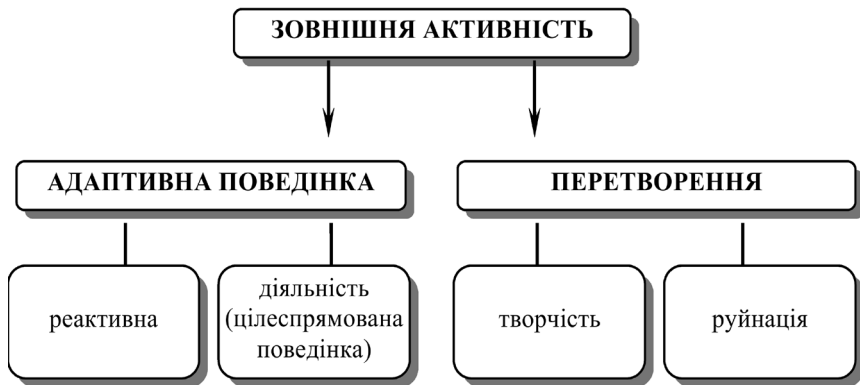 ЗОВНІШНЯ АКТИВНІСТЬ
АДАПТИВНА ПОВЕДІНКА
ПЕРЕТВОРЕННЯ
реактивна
діяльність
(цілеспрямована
поведінка)
творчість
руйнація